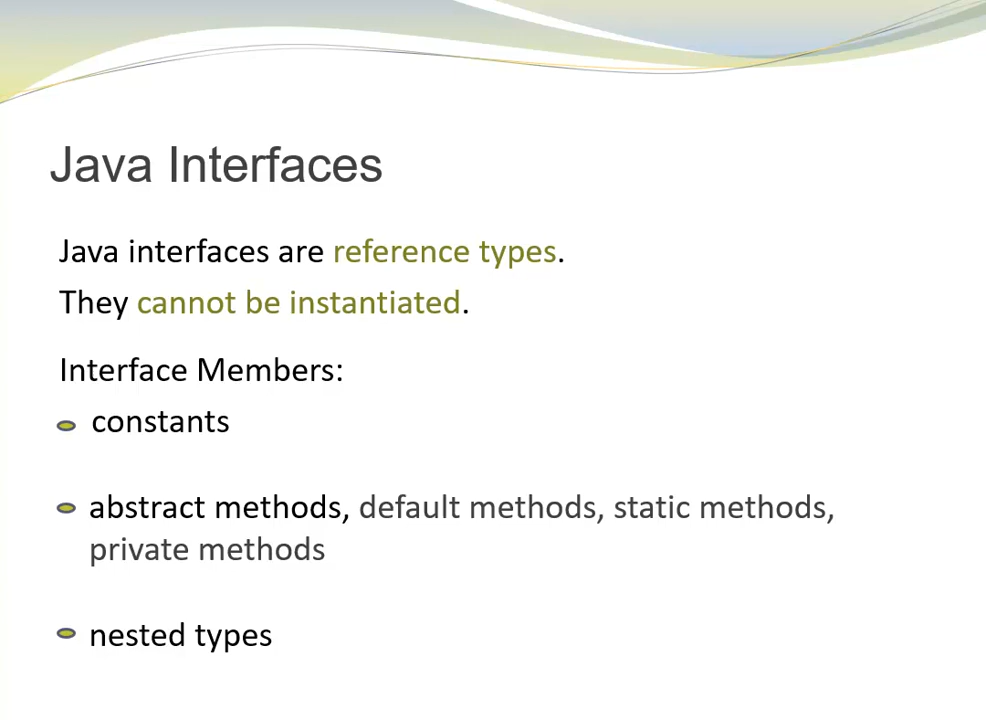 Java Interfaces
Java interfaces are reference types.
They cannot be instantiated.
Interface Members:
constants
abstract methods, default methods, static methods,
private methods
nested types